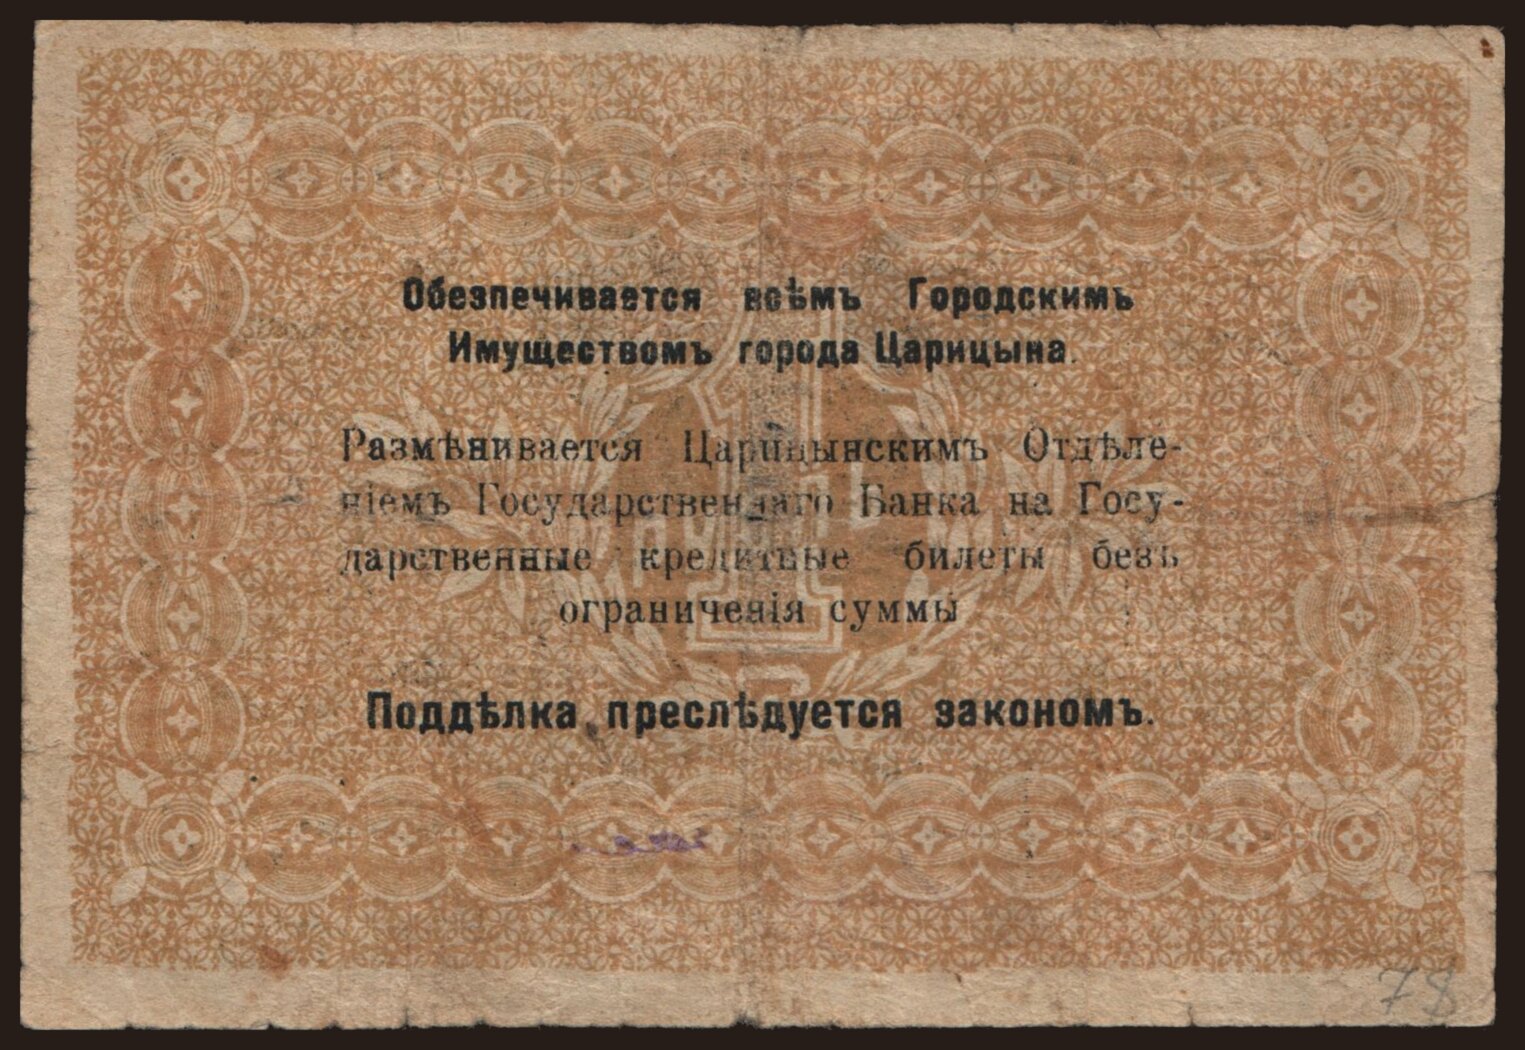 Обезпечивается всѣмъ Городскимъ
Имуществомъ города Царицына.
Размѣнивается Царицынскимъ Отдѣле-
ніемъ Государственнаго Банка на Госу-
дарственные кредитные билеты безъ
ограниченія суммы
Поддѣлка преслѣдуется закономъ.
1
78